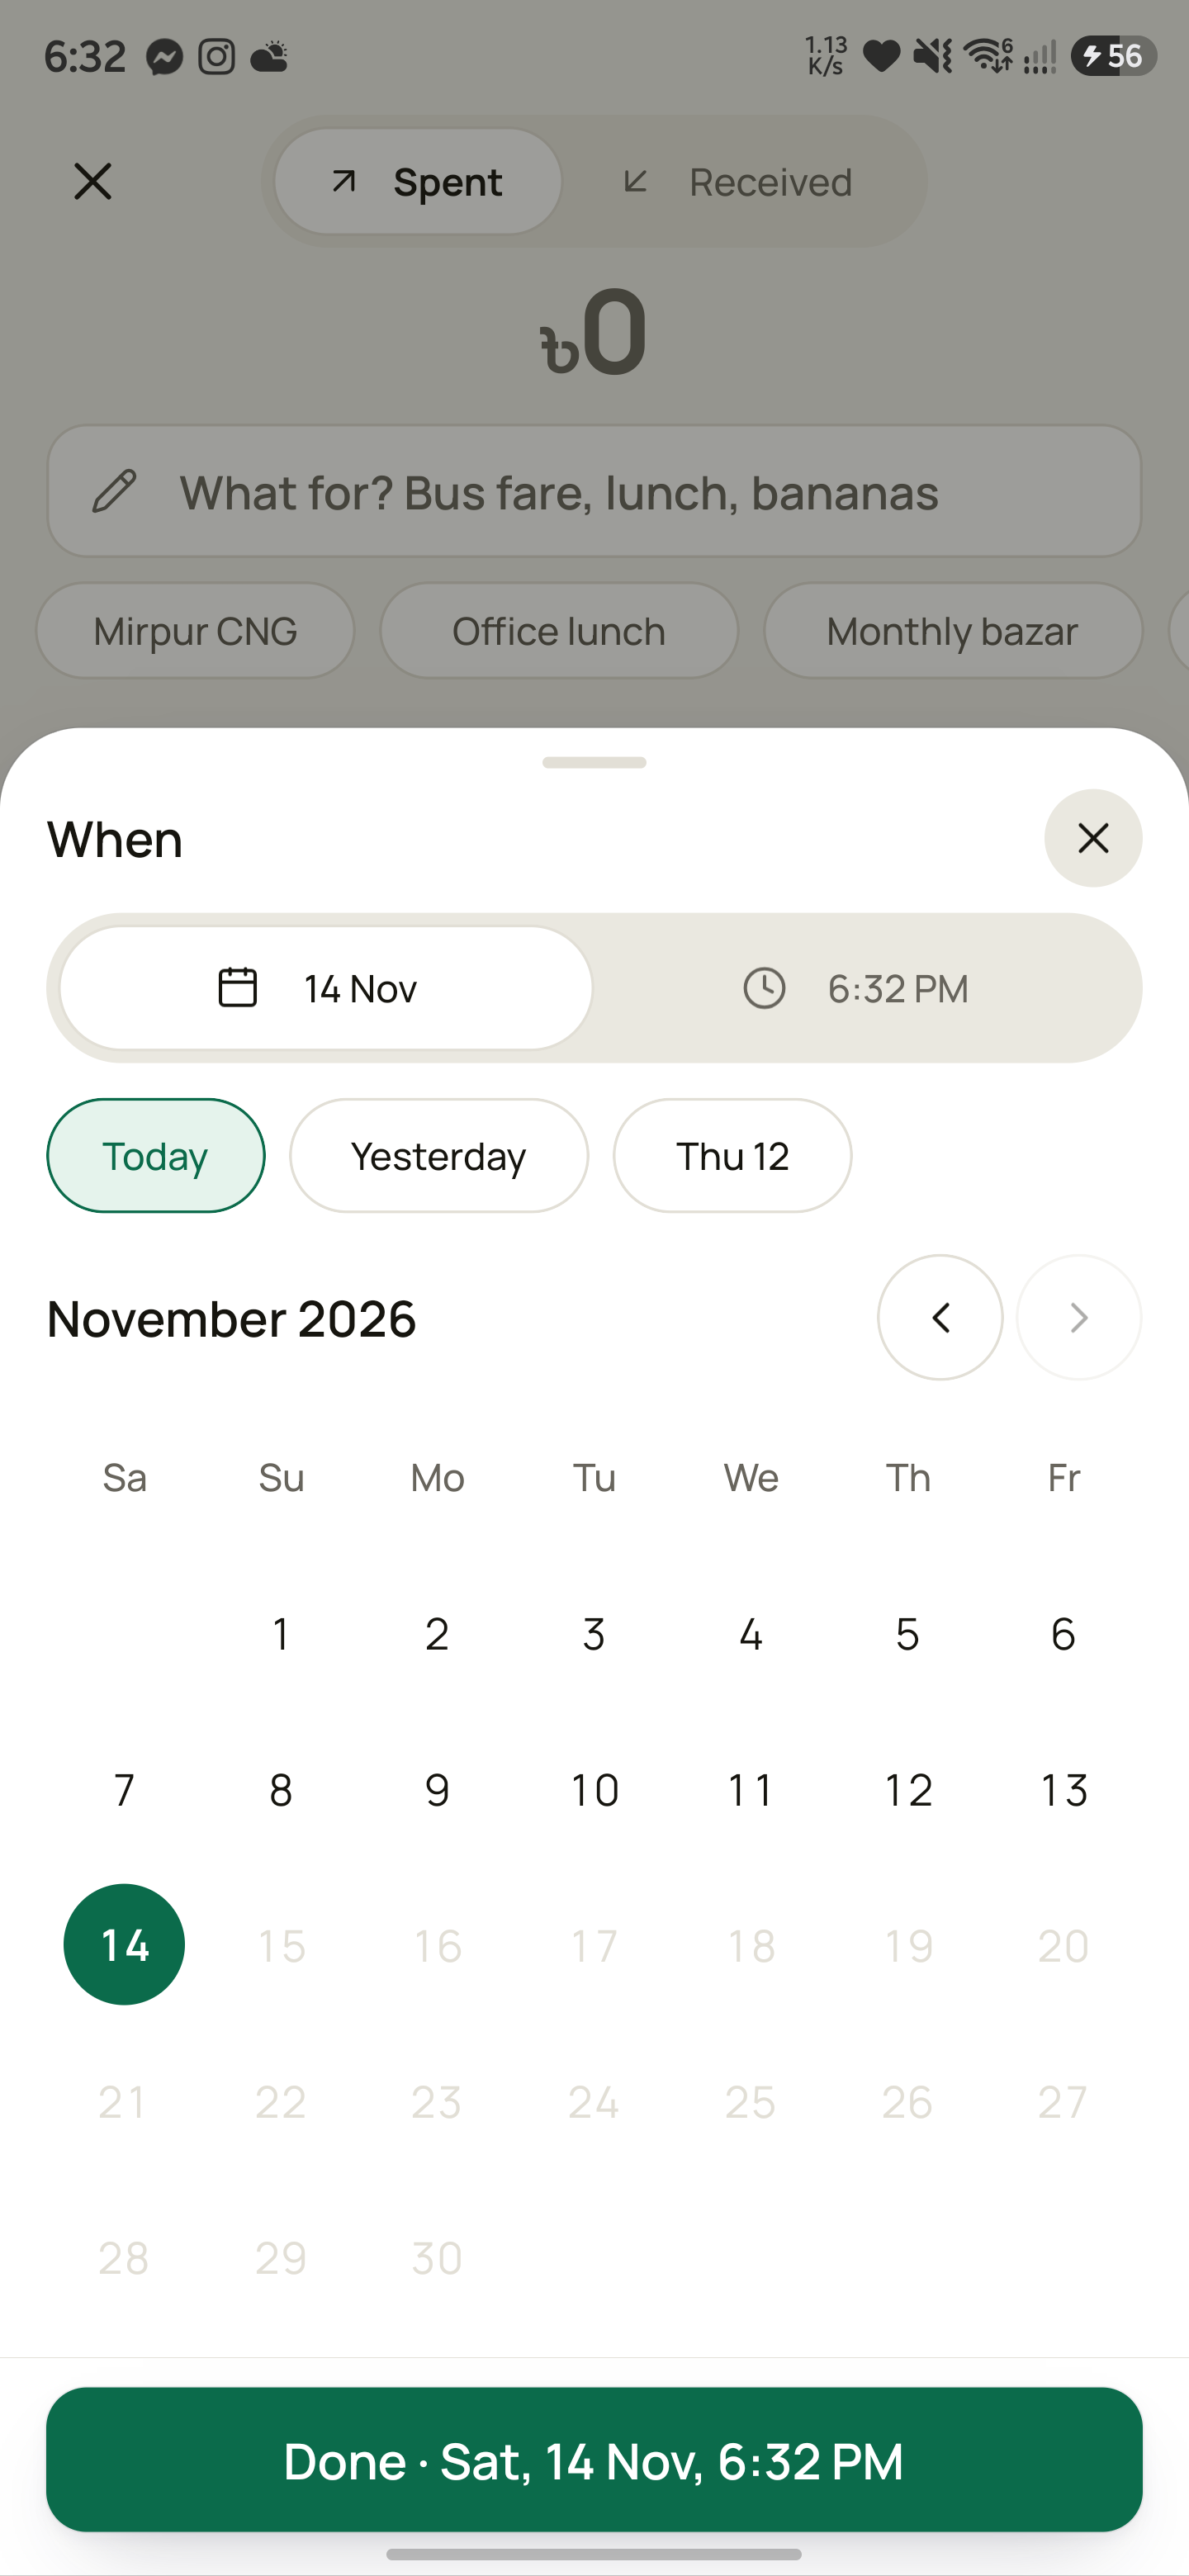 6:32
1.13 K/s
6
56
Spent
Received
৳0
What for? Bus fare, lunch, bananas
Mirpur CNG
Office lunch
Monthly bazar
When
14 Nov
6:32 PM
Today
Yesterday
Thu 12
November 2026
Sa Su Mo Tu We Th Fr
1 2 3 4 5 6
7 8 9 10 11 12 13
14 15 16 17 18 19 20
21 22 23 24 25 26 27
28 29 30
Done · Sat, 14 Nov, 6:32 PM